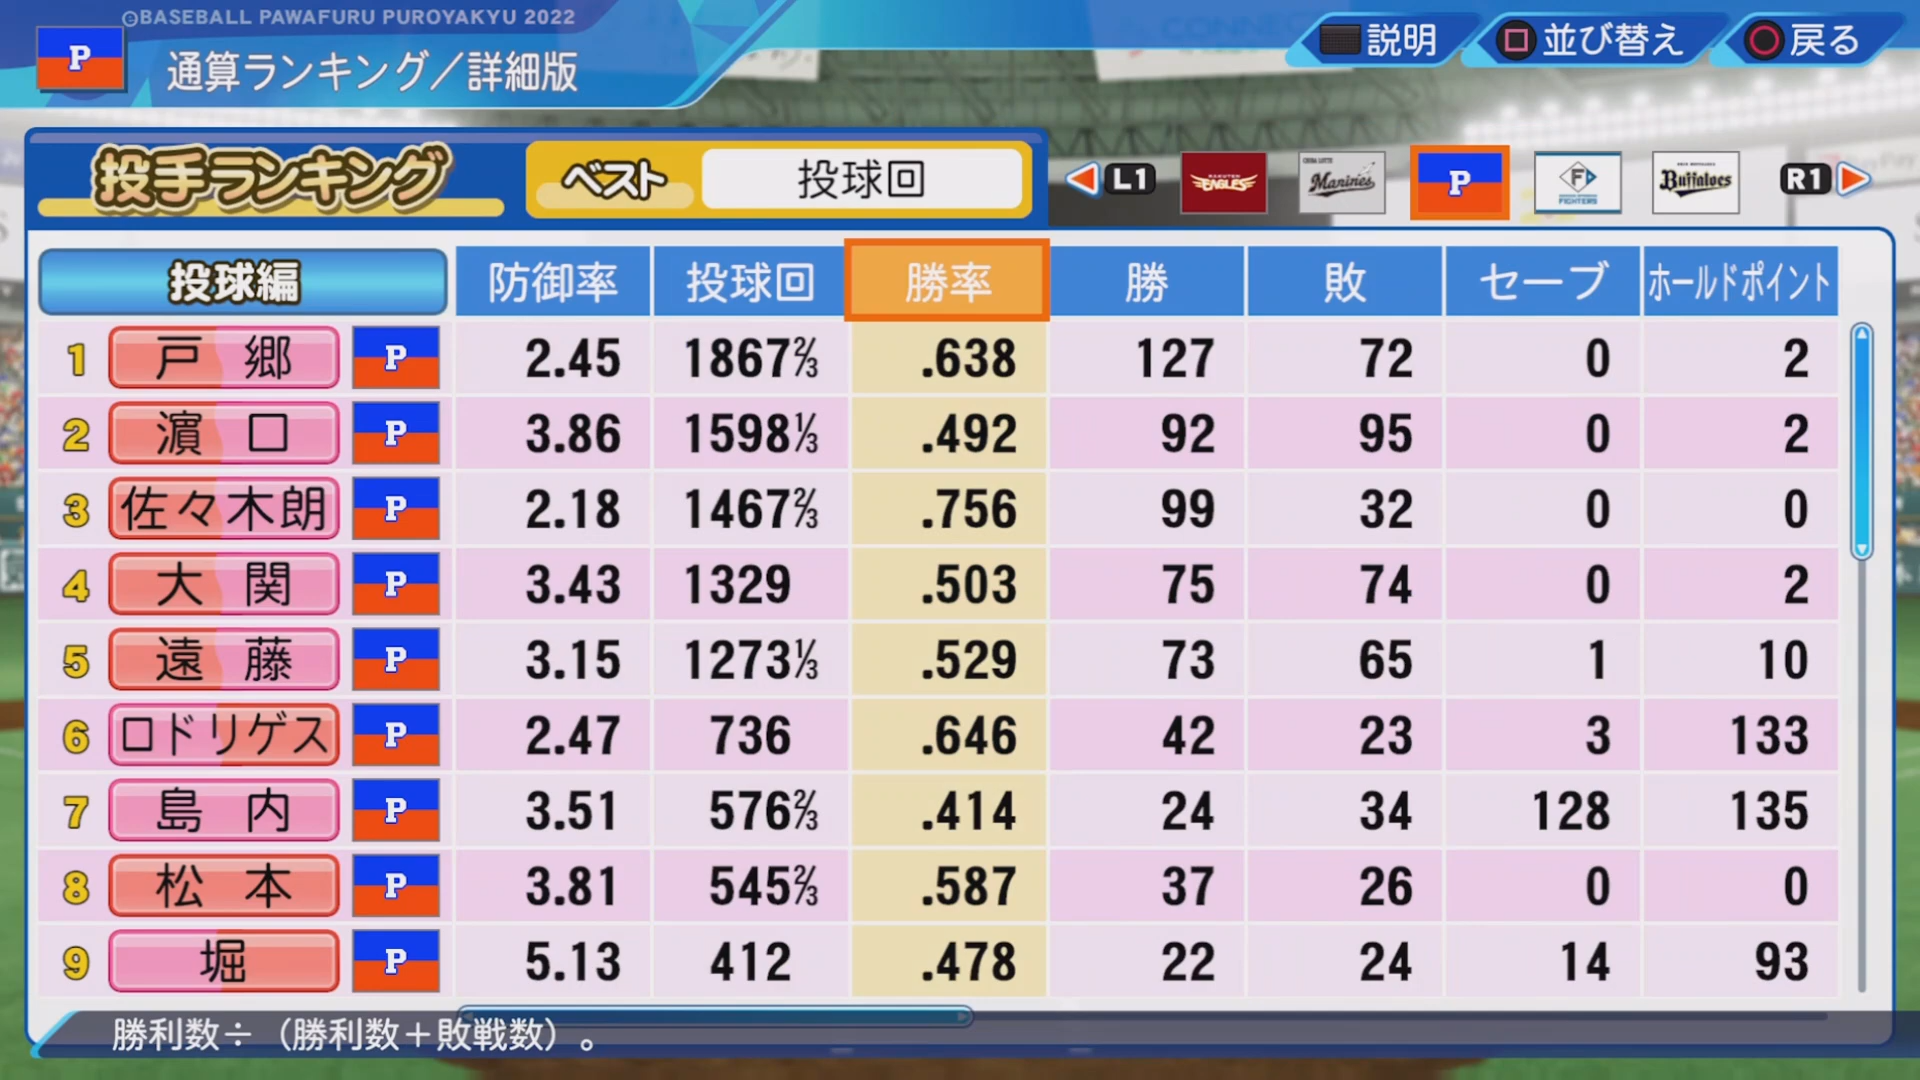 ©BASEBALL PAWAFURU PUROYAKYU 2022
P 通算ランキング／詳細版
説明 並び替え 戻る
投手ランキング ベスト 投球回
L1 EAGLES Marines P F FIGHTERS Buffaloes R1
投球編 防御率 投球回 勝率 勝 敗 セーブ ホールドポイント
1 戸郷 P 2.45 1867⅔ .638 127 72 0 2
2 濵口 P 3.86 1598⅓ .492 92 95 0 2
3 佐々木朗 P 2.18 1467⅔ .756 99 32 0 0
4 大関 P 3.43 1329 .503 75 74 0 2
5 遠藤 P 3.15 1273⅓ .529 73 65 1 10
6 ロドリゲス P 2.47 736 .646 42 23 3 133
7 島内 P 3.51 576⅔ .414 24 34 128 135
8 松本 P 3.81 545⅔ .587 37 26 0 0
9 堀 P 5.13 412 .478 22 24 14 93
勝利数÷（勝利数＋敗戦数）。